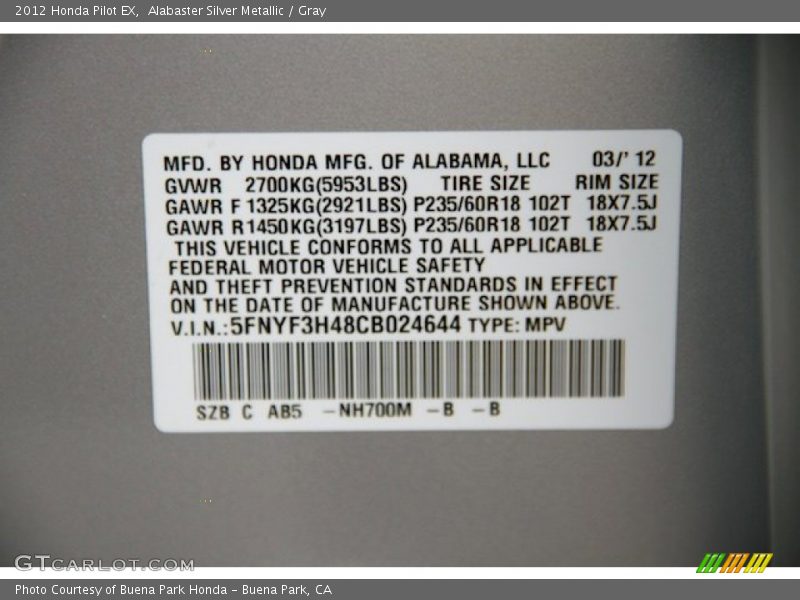 2012 Honda Pilot EX,  Alabaster Silver Metallic / Gray
MFD. BY HONDA MFG. OF ALABAMA, LLC 03/' 12
GVWR 2700KG(5953LBS) TIRE SIZE RIM SIZE
GAWR F 1325KG(2921LBS) P235/60R18 102T 18X7.5J
GAWR R1450KG(3197LBS) P235/60R18 102T 18X7.5J
THIS VEHICLE CONFORMS TO ALL APPLICABLE
FEDERAL MOTOR VEHICLE SAFETY
AND THEFT PREVENTION STANDARDS IN EFFECT
ON THE DATE OF MANUFACTURE SHOWN ABOVE.
V.I.N.:5FNYF3H48CB024644 TYPE: MPV
SZB C AB5 -NH700M -B -B
GTCARLOT.COM
Photo Courtesy of Buena Park Honda - Buena Park, CA